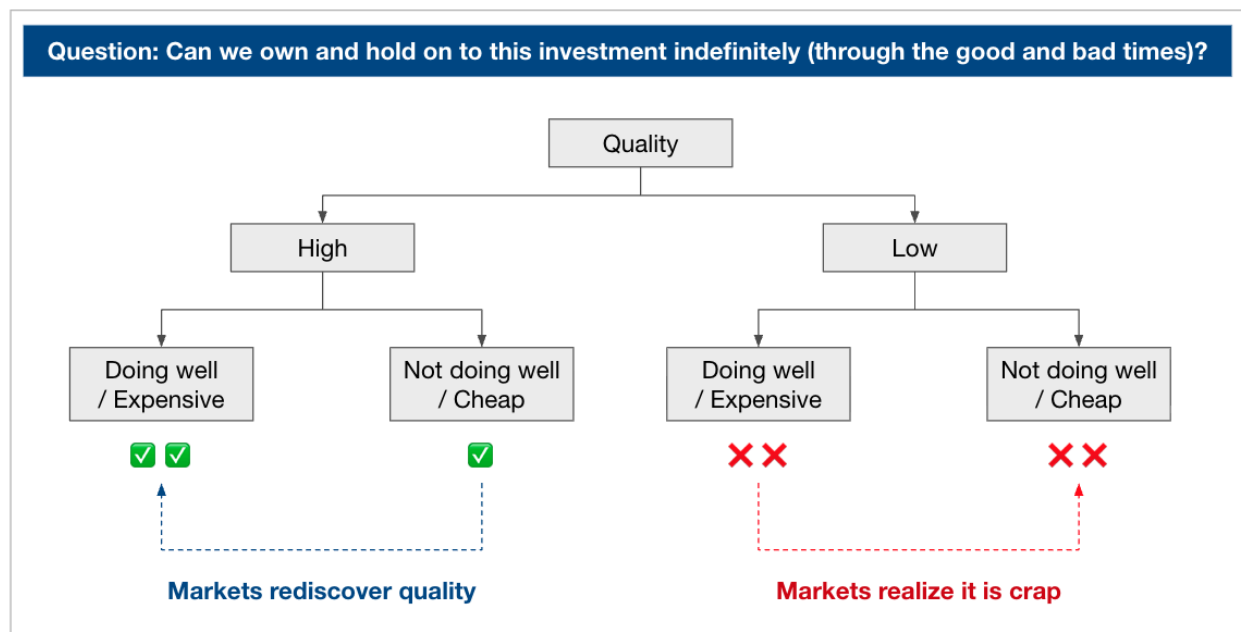 Question: Can we own and hold on to this investment indefinitely (through the good and bad times)?
Quality
High
Low
Doing well
/ Expensive
Not doing well
/ Cheap
Doing well
/ Expensive
Not doing well
/ Cheap
Markets rediscover quality
Markets realize it is crap